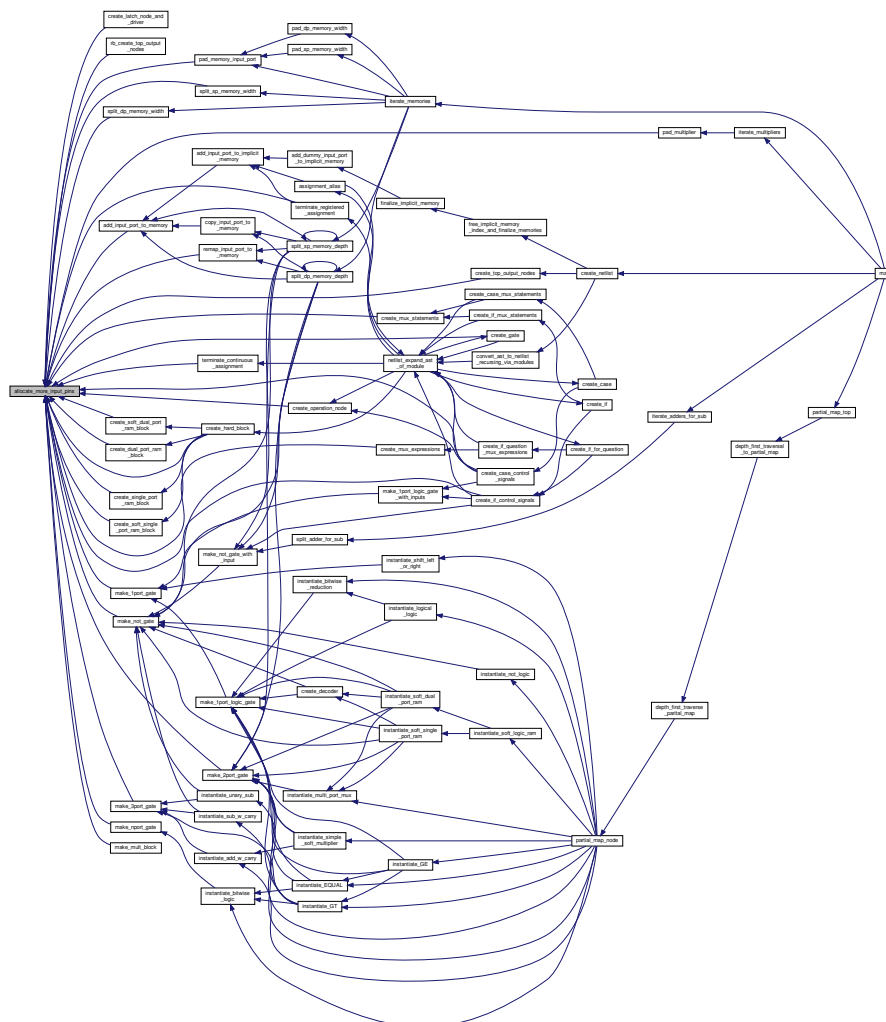 create_latch_node_and
_driver
rb_create_top_output
_nodes
pad_dp_memory_width
pad_sp_memory_width
pad_memory_input_port
split_sp_memory_width
split_dp_memory_width
iterate_memories
pad_multiplier
iterate_multipliers
add_input_port_to_implicit
_memory
add_dummy_input_port
_to_implicit_memory
assignment_alias
terminate_registered
_assignment
finalize_implicit_memory
free_implicit_memory
_index_and_finalize_memories
add_input_port_to_memory
copy_input_port_to
_memory
remap_input_port_to
_memory
split_sp_memory_depth
split_dp_memory_depth
create_top_output_nodes
create_netlist
create_case_mux_statements
create_mux_statements
create_if_mux_statements
create_gate
convert_ast_to_netlist
_recursing_via_modules
terminate_continuous
_assignment
netlist_expand_ast
_of_module
create_case
create_if
allocate_more_input_pins
create_operation_node
iterate_adders_for_sub
partial_map_top
create_soft_dual_port
_ram_block
create_hard_block
create_dual_port_ram
_block
create_mux_expressions
create_if_question
_mux_expressions
create_if_for_question
depth_first_traversal
_to_partial_map
create_case_control
_signals
create_single_port
_ram_block
make_1port_logic_gate
_with_inputs
create_if_control_signals
create_soft_single
_port_ram_block
split_adder_for_sub
make_not_gate_with
_input
instantiate_shift_left
_or_right
make_1port_gate
instantiate_bitwise
_reduction
instantiate_logical
_logic
make_not_gate
instantiate_not_logic
make_1port_logic_gate
create_decoder
instantiate_soft_dual
_port_ram
depth_first_traverse
_partial_map
instantiate_soft_single
_port_ram
instantiate_soft_logic_ram
make_2port_gate
instantiate_unary_sub
instantiate_multi_port_mux
make_3port_gate
instantiate_sub_w_carry
make_nport_gate
make_mult_block
instantiate_add_w_carry
instantiate_simple
_soft_multiplier
partial_map_node
instantiate_GE
instantiate_EQUAL
instantiate_bitwise
_logic
instantiate_GT